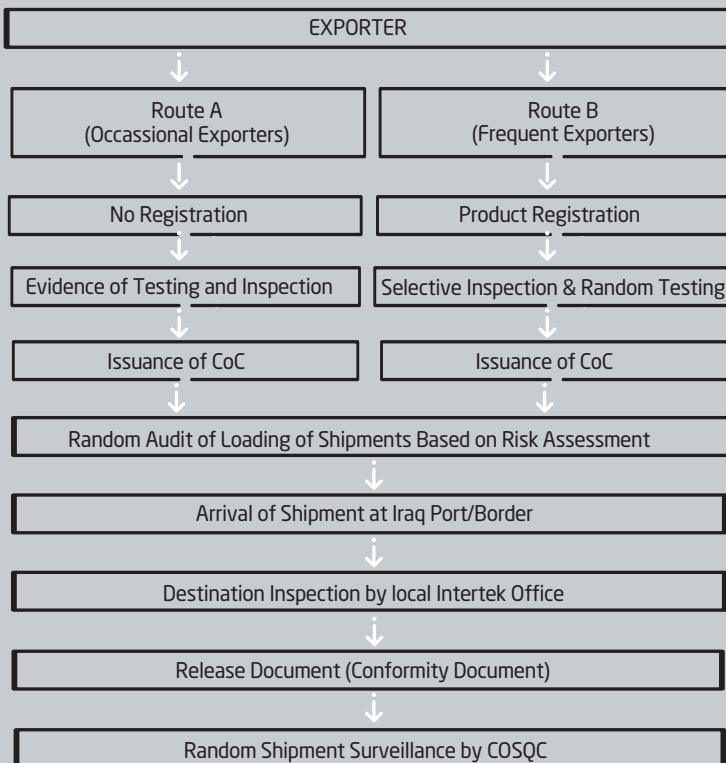 EXPORTER
Route A
(Occassional Exporters)
Route B
(Frequent Exporters)
No Registration
Product Registration
Evidence of Testing and Inspection
Selective Inspection & Random Testing
Issuance of CoC
Issuance of CoC
Random Audit of Loading of Shipments Based on Risk Assessment
Arrival of Shipment at Iraq Port/Border
Destination Inspection by local Intertek Office
Release Document (Conformity Document)
Random Shipment Surveillance by COSQC